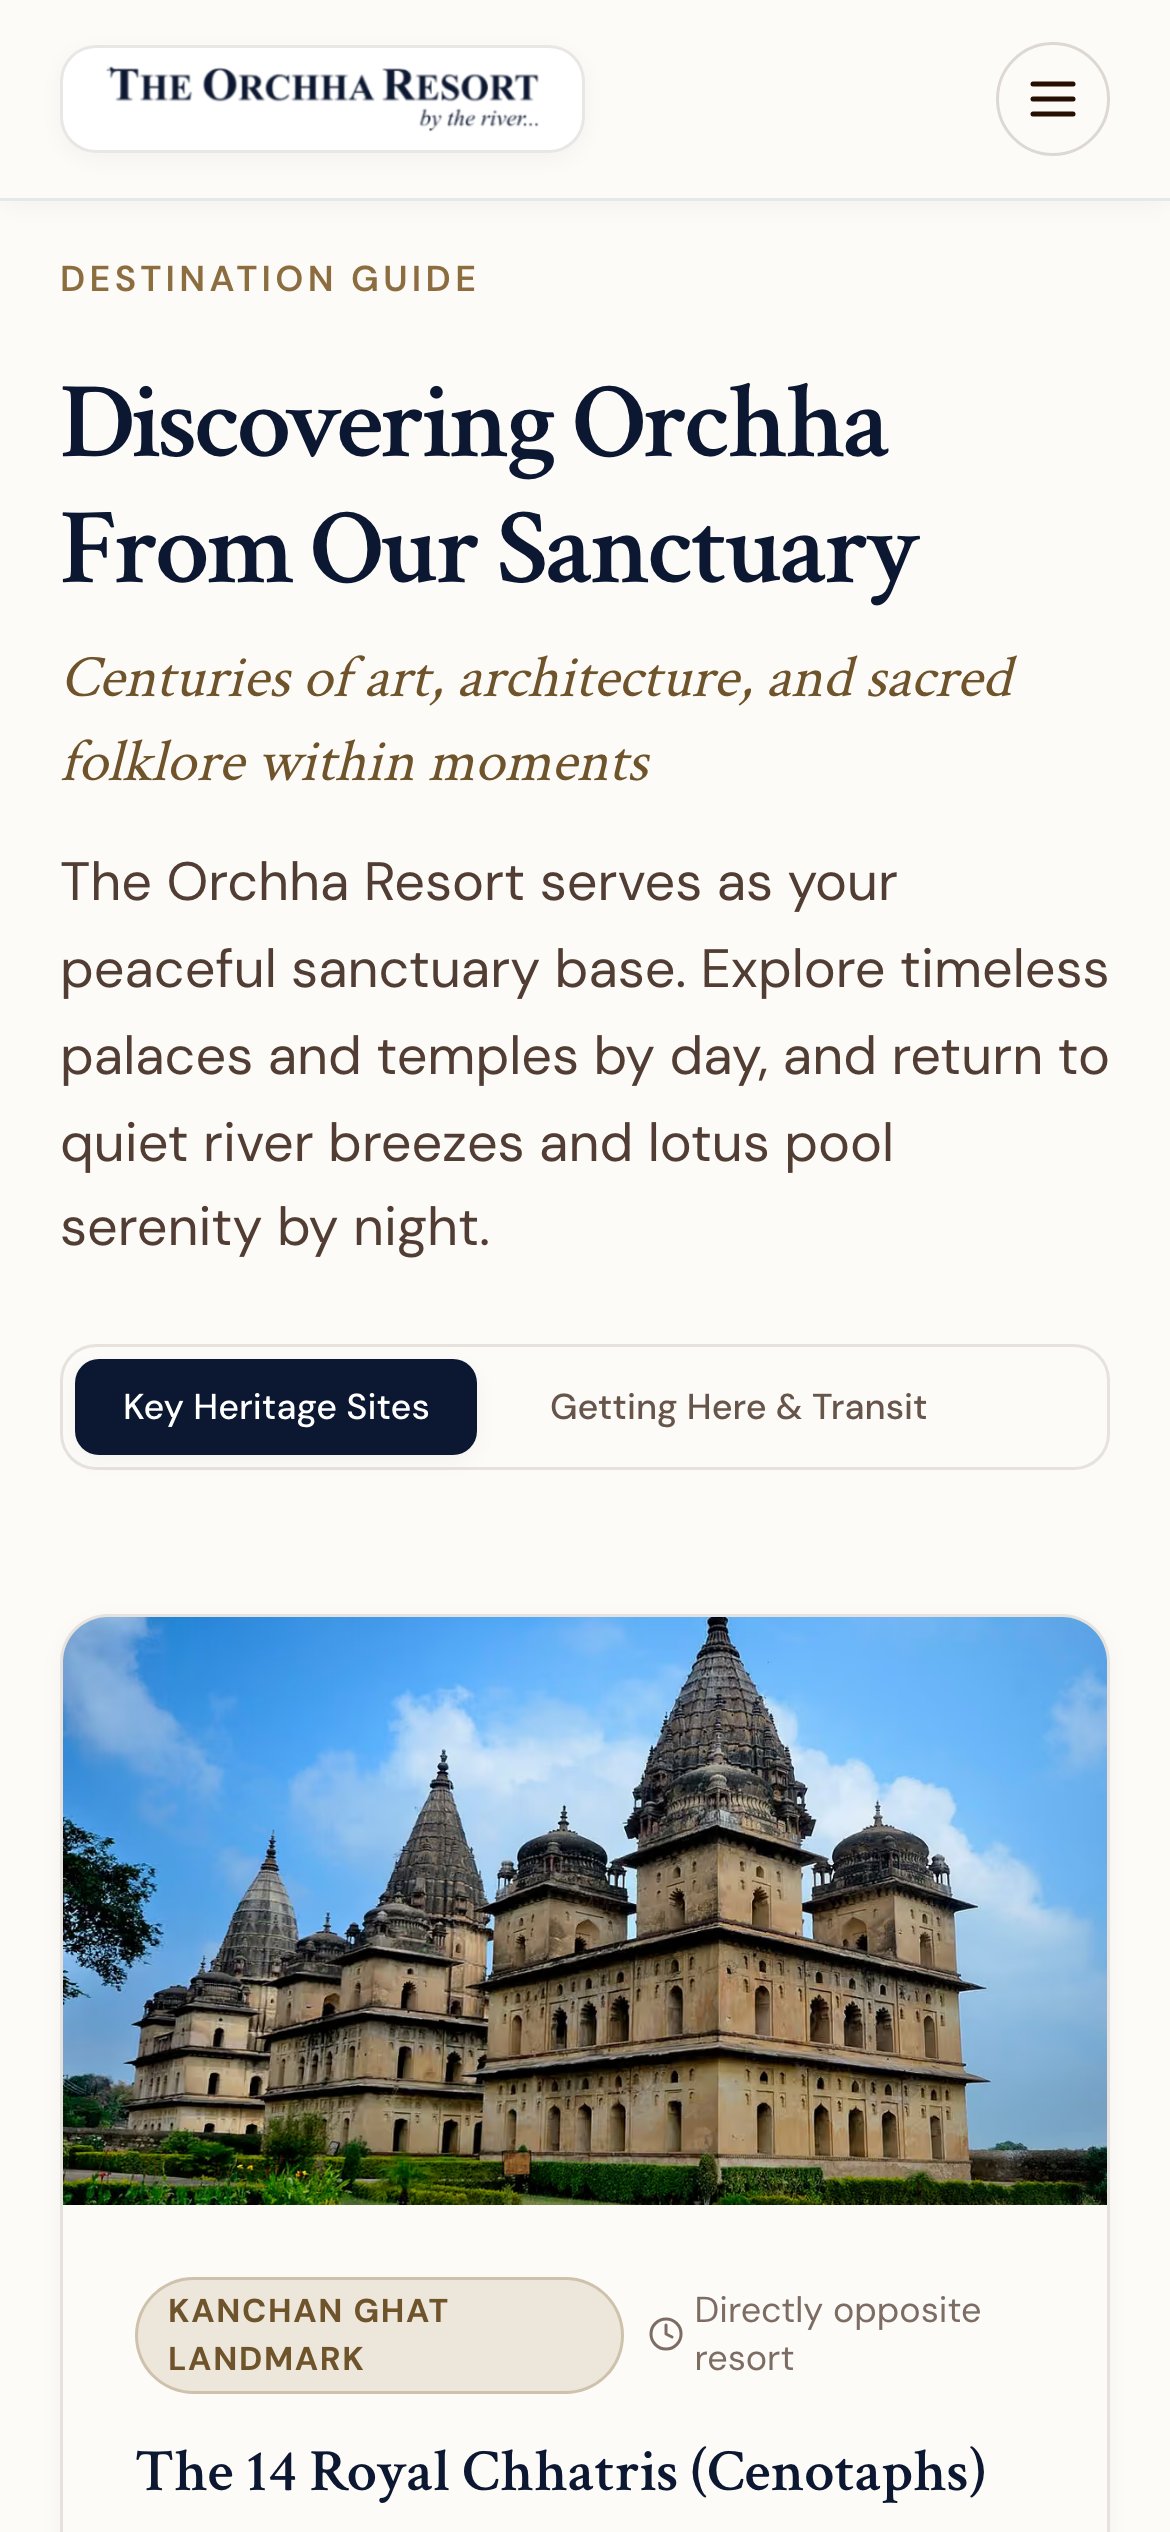 THE ORCHHA RESORT
by the river...
DESTINATION GUIDE
Discovering Orchha
From Our Sanctuary
Centuries of art, architecture, and sacred
folklore within moments
The Orchha Resort serves as your
peaceful sanctuary base. Explore timeless
palaces and temples by day, and return to
quiet river breezes and lotus pool
serenity by night.
Key Heritage Sites
Getting Here & Transit
KANCHAN GHAT
LANDMARK
Directly opposite
resort
The 14 Royal Chhatris (Cenotaphs)